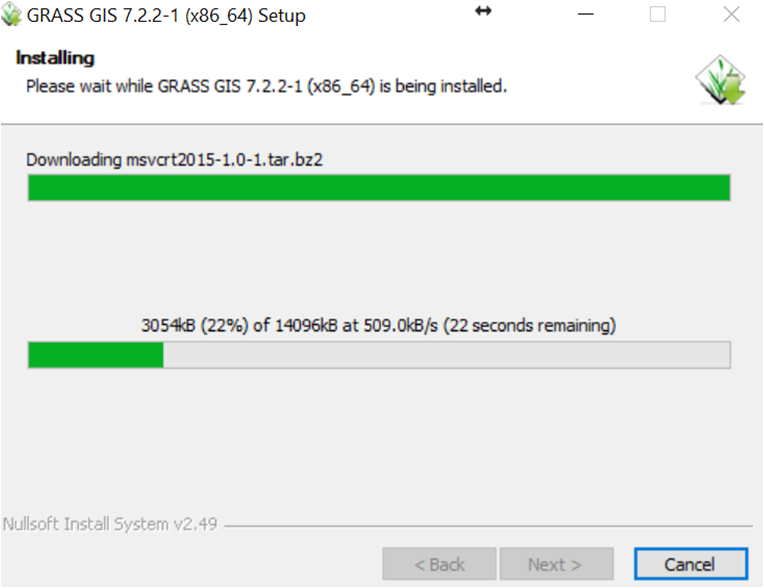 GRASS GIS 7.2.2-1 (x86_64) Setup
Installing
Please wait while GRASS GIS 7.2.2-1 (x86_64) is being installed.
Downloading msvcrt2015-1.0-1.tar.bz2
3054kB (22%) of 14096kB at 509.0kB/s (22 seconds remaining)
Nullsoft Install System v2.49
< Back Next > Cancel